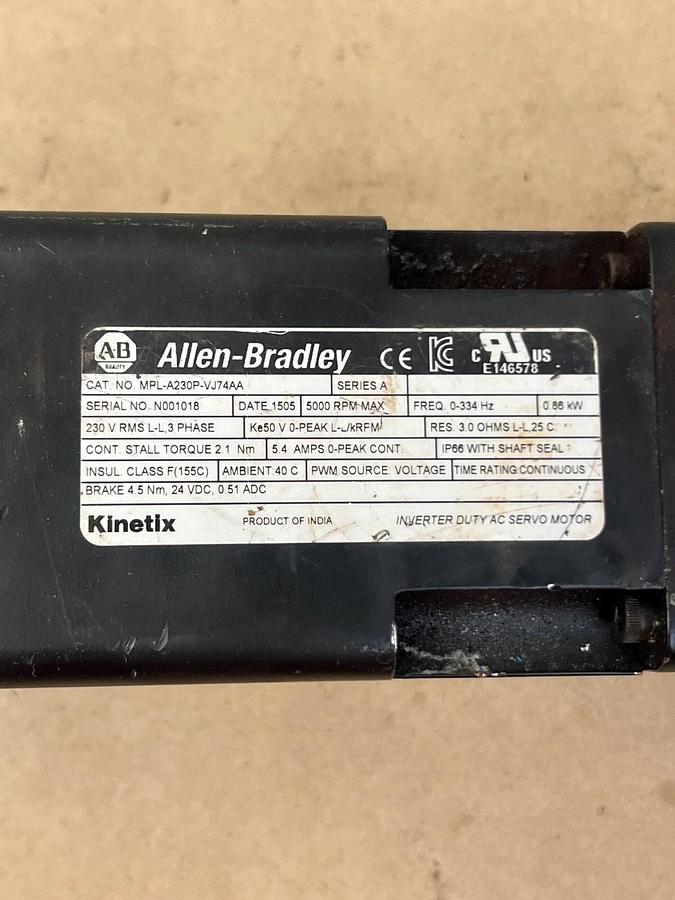 A-B Allen-Bradley CE KC c RU US
BRADLEY E146578
CAT. NO. MPL-A230P-VJ74AA SERIES A
SERIAL NO. N001018 DATE 1505 5000 RPM MAX FREQ. 0-334 Hz 0.86 kW
230 V RMS L-L,3 PHASE Ke50 V 0-PEAK L-L/kRPM RES. 3.0 OHMS L-L,25 C
CONT. STALL TORQUE 2.1 Nm 5.4 AMPS 0-PEAK CONT. IP66 WITH SHAFT SEAL
INSUL. CLASS F(155C) AMBIENT:40 C PWM SOURCE: VOLTAGE TIME RATING:CONTINUOUS
BRAKE 4.5 Nm, 24 VDC, 0.51 ADC
Kinetix PRODUCT OF INDIA INVERTER DUTY AC SERVO MOTOR